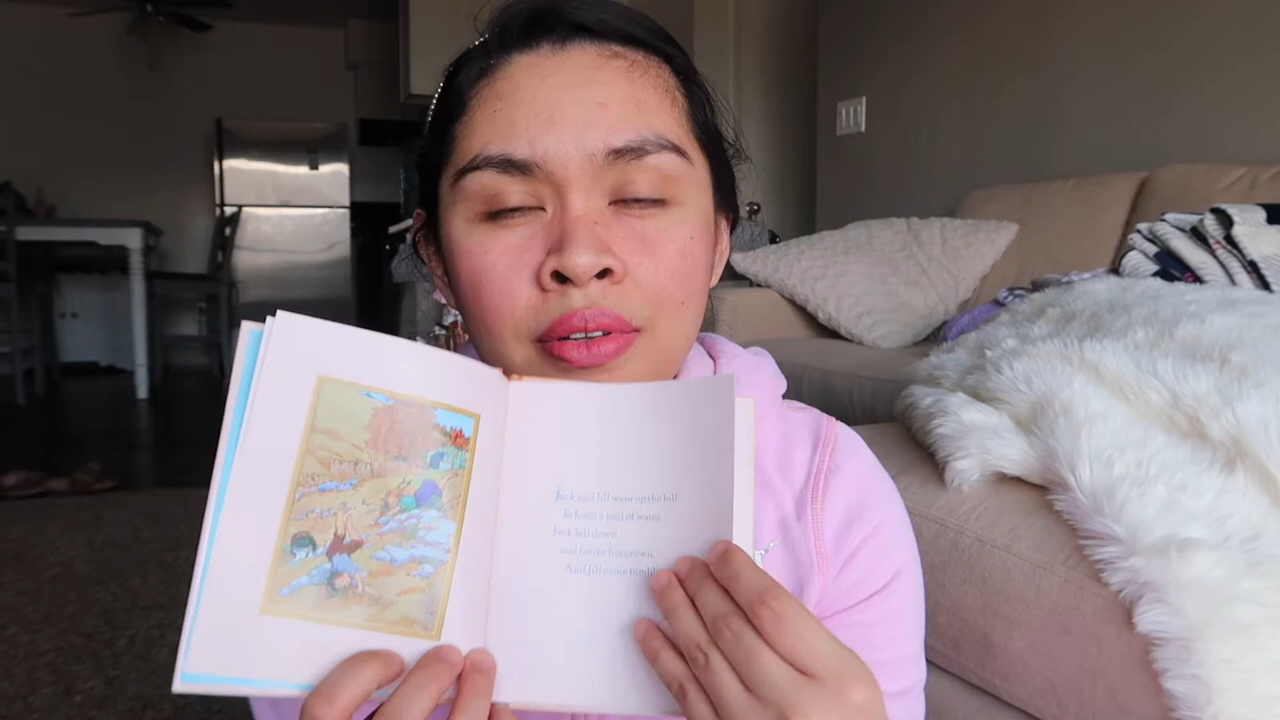 Jack and Jill went up the hill
To fetch a pail of water
Jack fell down
and broke his crown,
And Jill came tumbl